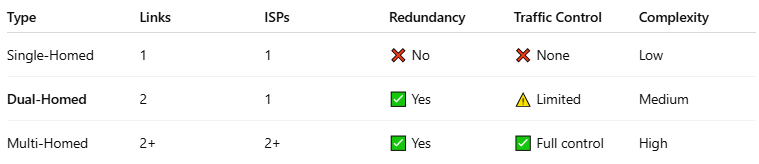 Type Links ISPs Redundancy Traffic Control Complexity
Single-Homed 1 1 ❌ No ❌ None Low
Dual-Homed 2 1 ✅ Yes ⚠️ Limited Medium
Multi-Homed 2+ 2+ ✅ Yes ✅ Full control High